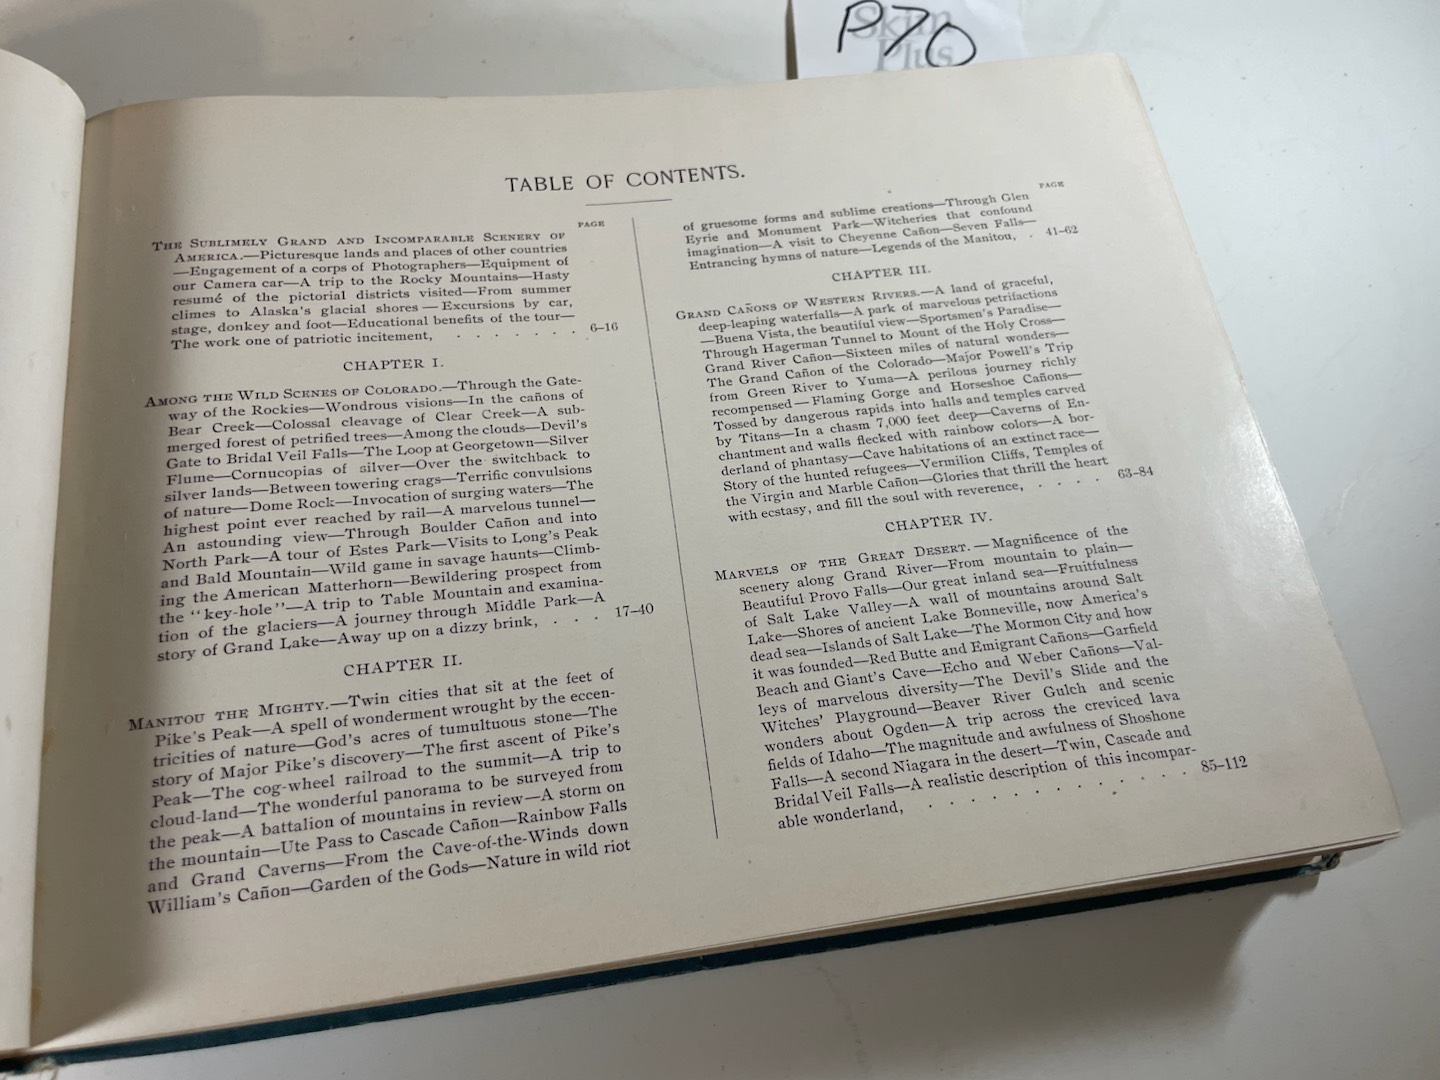 P70
Skim
Plus
TABLE OF CONTENTS.
PAGE
THE SUBLIMELY GRAND AND INCOMPARABLE SCENERY OF
AMERICA.—Picturesque lands and places of other countries
—Engagement of a corps of Photographers—Equipment of
our Camera car—A trip to the Rocky Mountains—Hasty
resumé of the pictorial districts visited—From summer
climes to Alaska's glacial shores—Excursions by car,
stage, donkey and foot—Educational benefits of the tour—
The work one of patriotic incitement, . . . . . . . 6–16
CHAPTER I.
AMONG THE WILD SCENES OF COLORADO.—Through the Gate-
way of the Rockies—Wondrous visions—In the cañons of
Bear Creek—Colossal cleavage of Clear Creek—A sub-
merged forest of petrified trees—Among the clouds—Devil's
Gate to Bridal Veil Falls—The Loop at Georgetown—Silver
Flume—Cornucopias of silver—Over the switchback to
silver lands—Between towering crags—Terrific convulsions
of nature—Dome Rock—Invocation of surging waters—The
highest point ever reached by rail—A marvelous tunnel—
An astounding view—Through Boulder Cañon and into
North Park—A tour of Estes Park—Visits to Long's Peak
and Bald Mountain—Wild game in savage haunts—Climb-
ing the American Matterhorn—Bewildering prospect from
the "key-hole"—A trip to Table Mountain and examina-
tion of the glaciers—A journey through Middle Park—A
story of Grand Lake—Away up on a dizzy brink, . . . 17–40
CHAPTER II.
MANITOU THE MIGHTY.—Twin cities that sit at the feet of
Pike's Peak—A spell of wonderment wrought by the eccen-
tricities of nature—God's acres of tumultuous stone—The
story of Major Pike's discovery—The first ascent of Pike's
Peak—The cog-wheel railroad to the summit—A trip to
cloud-land—The wonderful panorama to be surveyed from
the peak—A battalion of mountains in review—A storm on
the mountain—Ute Pass to Cascade Cañon—Rainbow Falls
and Grand Caverns—From the Cave-of-the-Winds down
William's Cañon—Garden of the Gods—Nature in wild riot
PAGE
of gruesome forms and sublime creations—Through Glen
Eyrie and Monument Park—Witcheries that confound
imagination—A visit to Cheyenne Cañon—Seven Falls—
Entrancing hymns of nature—Legends of the Manitou, . 41–62
CHAPTER III.
GRAND CAÑONS OF WESTERN RIVERS.—A land of graceful,
deep-leaping waterfalls—A park of marvelous petrifactions
—Buena Vista, the beautiful view—Sportsmen's Paradise—
Through Hagerman Tunnel to Mount of the Holy Cross—
Grand River Cañon—Sixteen miles of natural wonders—
The Grand Cañon of the Colorado—Major Powell's Trip
from Green River to Yuma—A perilous journey richly
recompensed—Flaming Gorge and Horseshoe Cañons—
Tossed by dangerous rapids into halls and temples carved
by Titans—In a chasm 7,000 feet deep—Caverns of En-
chantment and walls flecked with rainbow colors—A bor-
derland of phantasy—Cave habitations of an extinct race—
Story of the hunted refugees—Vermilion Cliffs, Temples of
the Virgin and Marble Cañon—Glories that thrill the heart
with ecstasy, and fill the soul with reverence, . . . . 63–84
CHAPTER IV.
MARVELS OF THE GREAT DESERT.—Magnificence of the
scenery along Grand River—From mountain to plain—
Beautiful Provo Falls—Our great inland sea—Fruitfulness
of Salt Lake Valley—A wall of mountains around Salt
Lake—Shores of ancient Lake Bonneville, now America's
dead sea—Islands of Salt Lake—The Mormon City and how
it was founded—Red Butte and Emigrant Cañons—Garfield
Beach and Giant's Cave—Echo and Weber Cañons—Val-
leys of marvelous diversity—The Devil's Slide and the
Witches' Playground—Beaver River Gulch and scenic
wonders about Ogden—A trip across the creviced lava
fields of Idaho—The magnitude and awfulness of Shoshone
Falls—A second Niagara in the desert—Twin, Cascade and
Bridal Veil Falls—A realistic description of this incompar-
able wonderland, . . . . . . . . . . 85–112